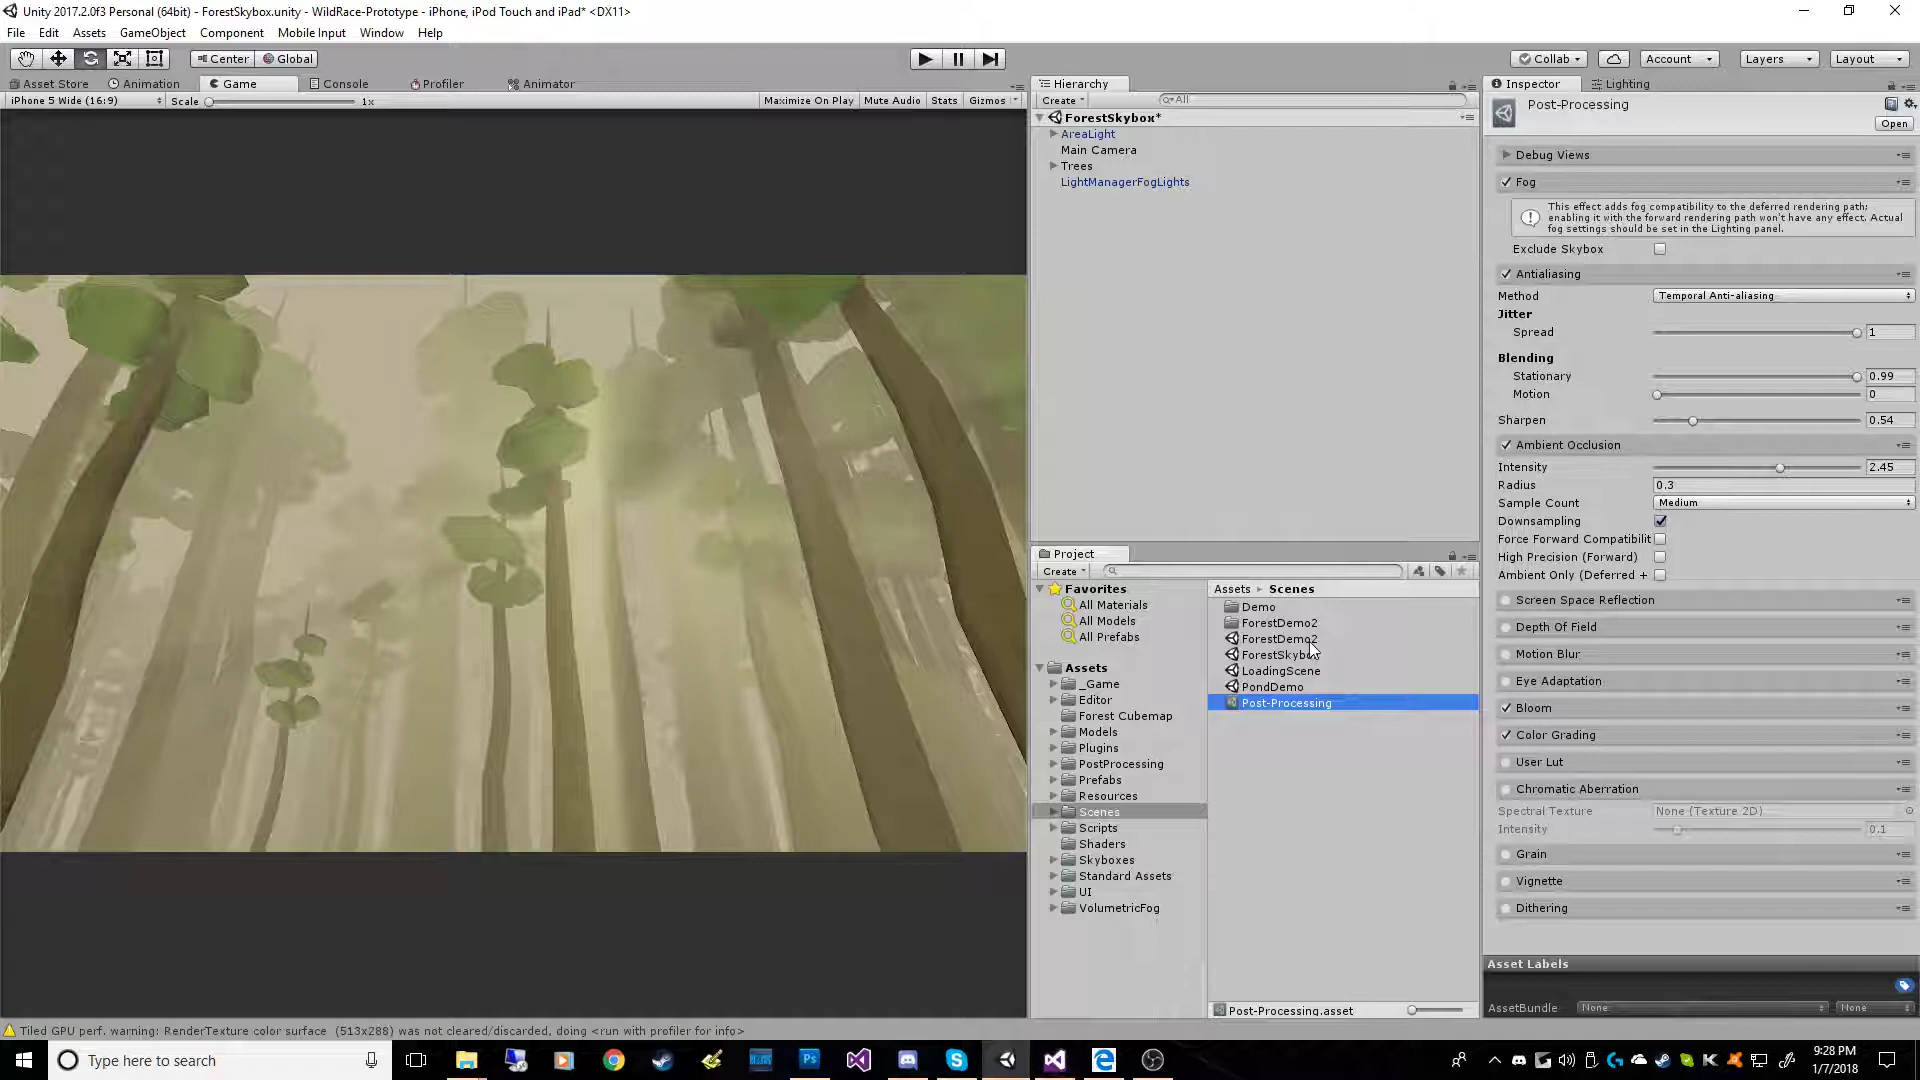 Unity 2017.2.0f3 Personal (64bit) - ForestSkybox.unity - WildRace-Prototype - iPhone, iPod Touch and iPad* <DX11>
File Edit Assets GameObject Component Mobile Input Window Help
Center Global Collab Account Layers Layout
Asset Store Animation Game Console Profiler Animator
iPhone 5 Wide (16:9) Scale 1x Maximize On Play Mute Audio Stats Gizmos
Hierarchy
Create All
ForestSkybox*
AreaLight
Main Camera
Trees
LightManagerFogLights
Project
Create
Favorites
All Materials
All Models
All Prefabs
Assets
_Game
Editor
Forest Cubemap
Models
Plugins
PostProcessing
Prefabs
Resources
Scenes
Scripts
Shaders
Skyboxes
Standard Assets
UI
VolumetricFog
Assets Scenes
Demo
ForestDemo2
ForestDemo2
ForestSkybox
LoadingScene
PondDemo
Post-Processing
Post-Processing.asset
Inspector Lighting
Post-Processing
Open
Debug Views
Fog
This effect adds fog compatibility to the deferred rendering path;
enabling it with the forward rendering path won't have any effect. Actual
fog settings should be set in the Lighting panel.
Exclude Skybox
Antialiasing
Method Temporal Anti-aliasing
Jitter
Spread 1
Blending
Stationary 0.99
Motion 0
Sharpen 0.54
Ambient Occlusion
Intensity 2.45
Radius 0.3
Sample Count Medium
Downsampling
Force Forward Compatibilit
High Precision (Forward)
Ambient Only (Deferred +
Screen Space Reflection
Depth Of Field
Motion Blur
Eye Adaptation
Bloom
Color Grading
User Lut
Chromatic Aberration
Spectral Texture None (Texture 2D)
Intensity 0.1
Grain
Vignette
Dithering
Asset Labels
AssetBundle None None
Tiled GPU perf. warning: RenderTexture color surface (513x288) was not cleared/discarded, doing <run with profiler for info>
Type here to search
Ps
9:28 PM
1/7/2018